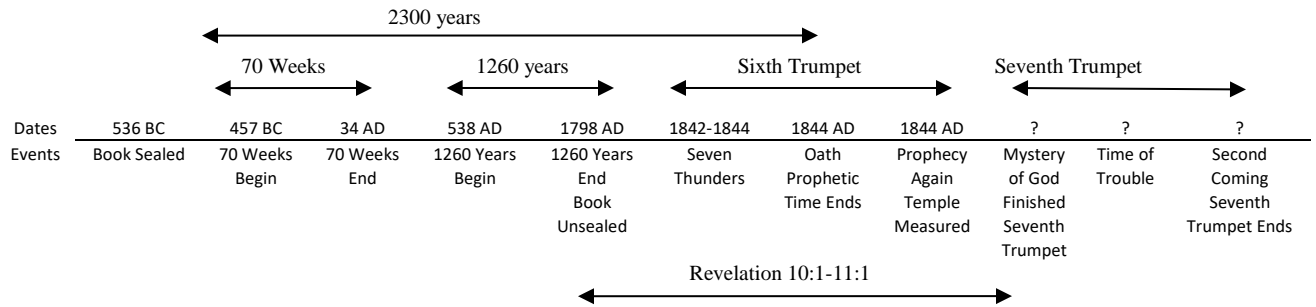 2300 years
70 Weeks 1260 years Sixth Trumpet Seventh Trumpet
Dates 536 BC 457 BC 34 AD 538 AD 1798 AD 1842-1844 1844 AD 1844 AD ? ? ?
Events Book Sealed 70 Weeks 70 Weeks 1260 Years 1260 Years Seven Oath Prophecy Mystery Time of Second
Begin End Begin End Thunders Prophetic Again of God Trouble Coming
Book Time Ends Temple Finished Seventh
Unsealed Measured Seventh Trumpet Ends
Trumpet
Revelation 10:1-11:1